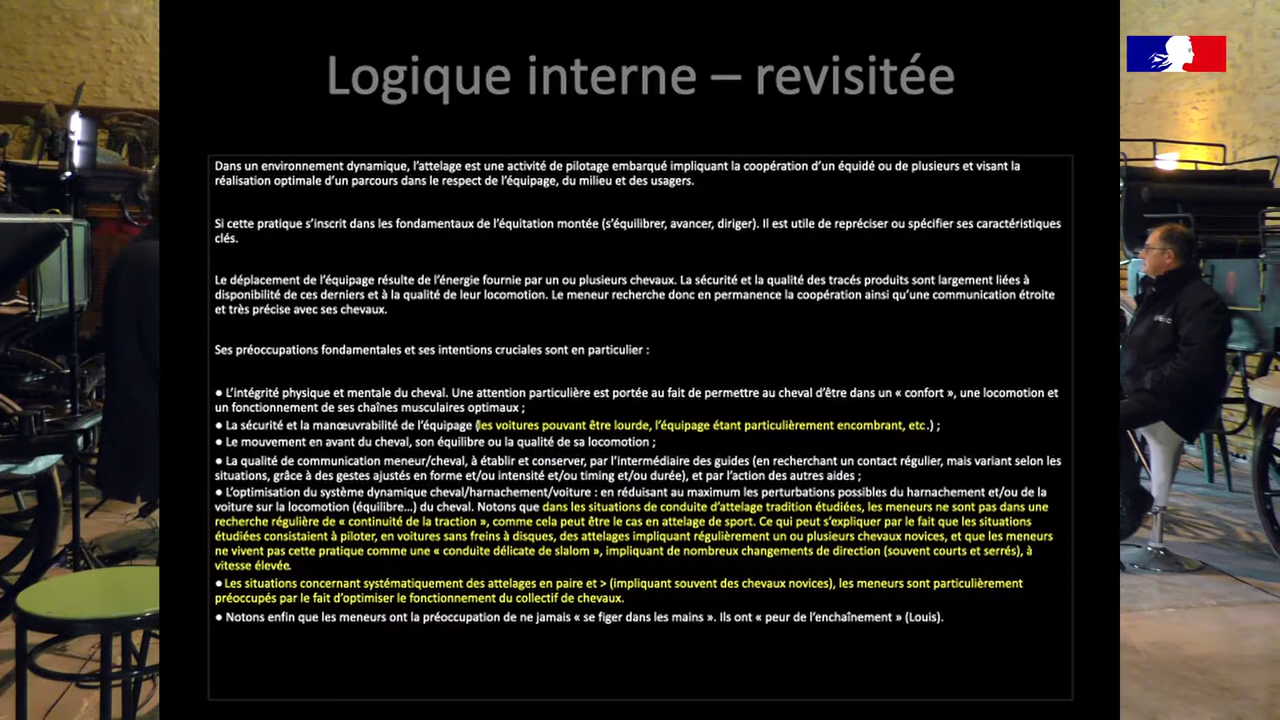 Logique interne – revisitée
Dans un environnement dynamique, l'attelage est une activité de pilotage embarqué impliquant la coopération d'un équidé ou de plusieurs et visant la
réalisation optimale d'un parcours dans le respect de l'équipage, du milieu et des usagers.
Si cette pratique s'inscrit dans les fondamentaux de l'équitation montée (s'équilibrer, avancer, diriger). Il est utile de repréciser ou spécifier ses caractéristiques
clés.
Le déplacement de l'équipage résulte de l'énergie fournie par un ou plusieurs chevaux. La sécurité et la qualité des tracés produits sont largement liées à
disponibilité de ces derniers et à la qualité de leur locomotion. Le meneur recherche donc en permanence la coopération ainsi qu'une communication étroite
et très précise avec ses chevaux.
Ses préoccupations fondamentales et ses intentions cruciales sont en particulier :
● L'intégrité physique et mentale du cheval. Une attention particulière est portée au fait de permettre au cheval d'être dans un « confort », une locomotion et
un fonctionnement de ses chaînes musculaires optimaux ;
● La sécurité et la manœuvrabilité de l'équipage (les voitures pouvant être lourde, l'équipage étant particulièrement encombrant, etc.) ;
● Le mouvement en avant du cheval, son équilibre ou la qualité de sa locomotion ;
● La qualité de communication meneur/cheval, à établir et conserver, par l'intermédiaire des guides (en recherchant un contact régulier, mais variant selon les
situations, grâce à des gestes ajustés en forme et/ou intensité et/ou timing et/ou durée), et par l'action des autres aides ;
● L'optimisation du système dynamique cheval/harnachement/voiture : en réduisant au maximum les perturbations possibles du harnachement et/ou de la
voiture sur la locomotion (équilibre…) du cheval. Notons que dans les situations de conduite d'attelage tradition étudiées, les meneurs ne sont pas dans une
recherche régulière de « continuité de la traction », comme cela peut être le cas en attelage de sport. Ce qui peut s'expliquer par le fait que les situations
étudiées consistaient à piloter, en voitures sans freins à disques, des attelages impliquant régulièrement un ou plusieurs chevaux novices, et que les meneurs
ne vivent pas cette pratique comme une « conduite délicate de slalom », impliquant de nombreux changements de direction (souvent courts et serrés), à
vitesse élevée.
● Les situations concernant systématiquement des attelages en paire et > (impliquant souvent des chevaux novices), les meneurs sont particulièrement
préoccupés par le fait d'optimiser le fonctionnement du collectif de chevaux.
● Notons enfin que les meneurs ont la préoccupation de ne jamais « se figer dans les mains ». Ils ont « peur de l'enchaînement » (Louis).